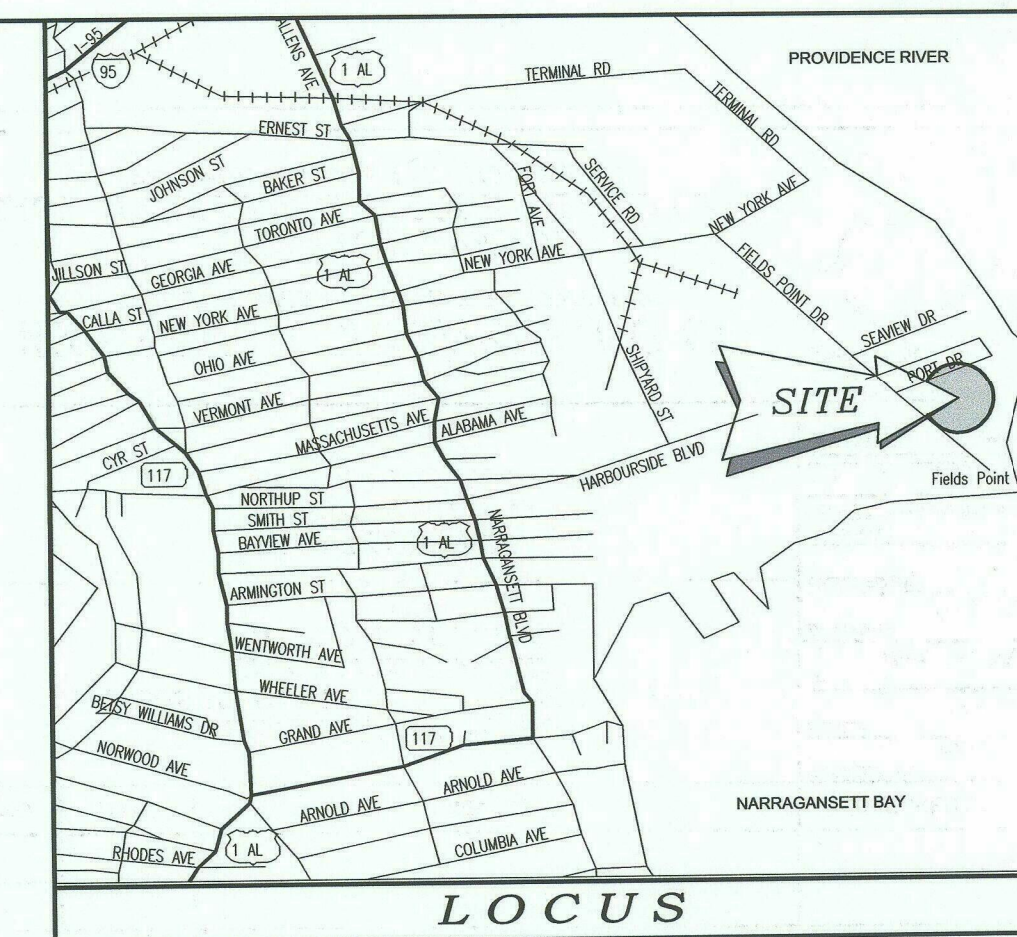 I-95
95
ALLENS AVE
1 AL
TERMINAL RD
PROVIDENCE RIVER
TERMINAL RD
ERNEST ST
JOHNSON ST
BAKER ST
FORT AVE
SERVICE RD
TORONTO AVE
NEW YORK AVE
JILLSON ST
GEORGIA AVE
1 AL
NEW YORK AVE
FIELDS POINT DR
CALLA ST
NEW YORK AVE
SEAVIEW DR
OHIO AVE
SHIPYARD ST
PORT DR
SITE
VERMONT AVE
MASSACHUSETTS AVE
ALABAMA AVE
CYR ST
117
HARBOURSIDE BLVD
Fields Point
NORTHUP ST
SMITH ST
BAYVIEW AVE
1 AL
NARRAGANSETT BLVD
ARMINGTON ST
WENTWORTH AVE
WHEELER AVE
BETSY WILLIAMS DR
GRAND AVE
117
NORWOOD AVE
ARNOLD AVE
ARNOLD AVE
NARRAGANSETT BAY
RHODES AVE
1 AL
COLUMBIA AVE
LOCUS